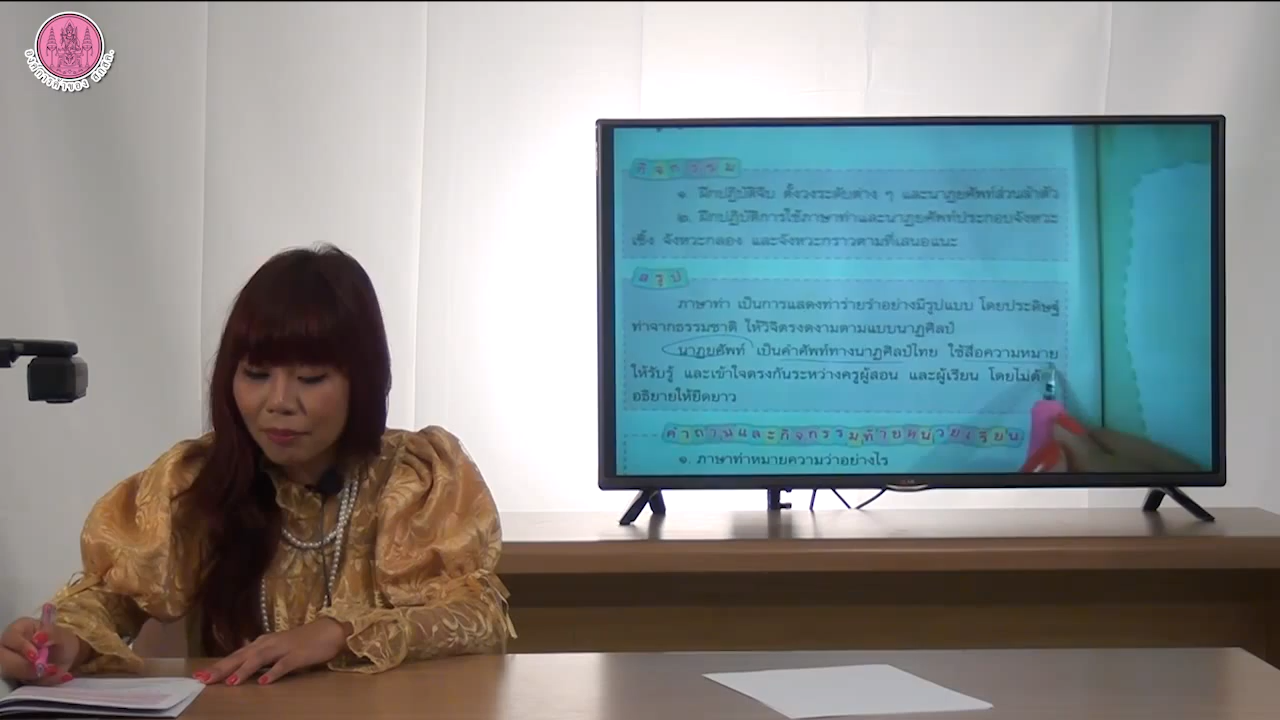 องค์การค้าของ สกสค.
กิจกรรม
๑. ฝึกปฏิบัติจีบ ตั้งวงระดับต่าง ๆ และนาฏยศัพท์ส่วนลำตัว
๒. ฝึกปฏิบัติการใช้ภาษาท่าและนาฏยศัพท์ประกอบจังหวะ
เซิ้ง จังหวะกลอง และจังหวะกราวตามที่เสนอแนะ
สรุป
ภาษาท่า เป็นการแสดงท่าร่ายรำอย่างมีรูปแบบ โดยประดิษฐ์
ท่าจากธรรมชาติ ให้วิจิตรงดงามตามแบบนาฏศิลป์
นาฏยศัพท์ เป็นคำศัพท์ทางนาฏศิลป์ไทย ใช้สื่อความหมาย
ให้รับรู้ และเข้าใจตรงกันระหว่างครูผู้สอน และผู้เรียน โดยไม่
อธิบายให้ยืดยาว
คำถามและกิจกรรมท้ายหน่วยการเรียน
๑. ภาษาท่าหมายความว่าอย่างไร